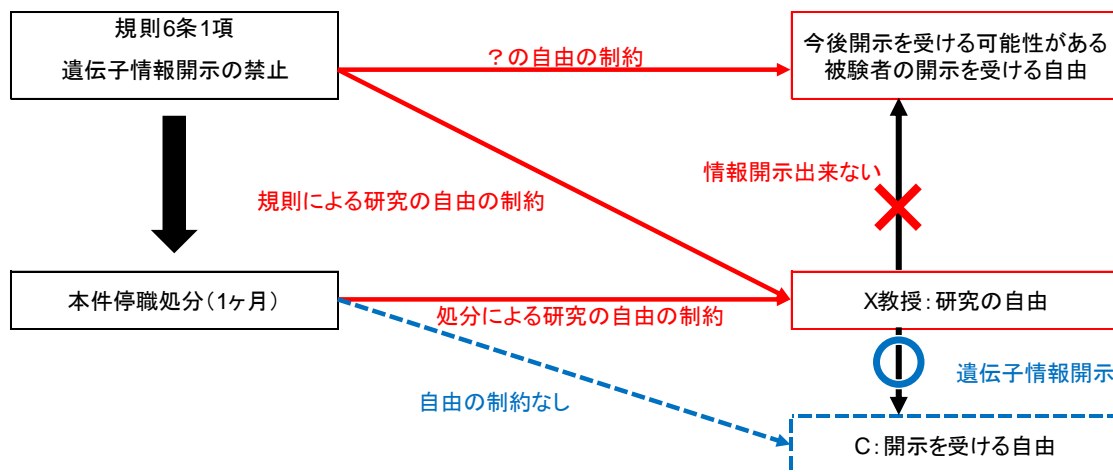 規則6条1項
遺伝子情報開示の禁止
?の自由の制約
今後開示を受ける可能性がある
被験者の開示を受ける自由
情報開示出来ない
規則による研究の自由の制約
本件停職処分(1ヶ月)
処分による研究の自由の制約
X教授:研究の自由
自由の制約なし
遺伝子情報開示
C:開示を受ける自由